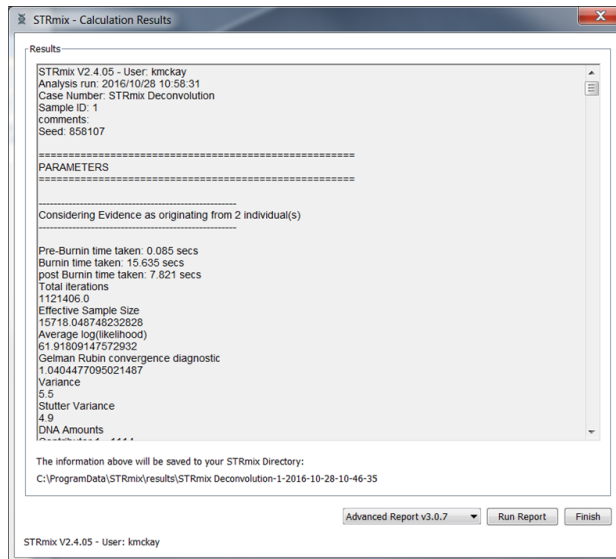 STRmix - Calculation Results
Results
STRmix V2.4.05 - User: kmckay
Analysis run: 2016/10/28 10:58:31
Case Number: STRmix Deconvolution
Sample ID: 1
comments:
Seed: 858107
=====================================================
PARAMETERS
=====================================================
-----------------------------------------------------
Considering Evidence as originating from 2 individual(s)
-----------------------------------------------------
Pre-Burnin time taken: 0.085 secs
Burnin time taken: 15.635 secs
post Burnin time taken: 7.821 secs
Total iterations
1121406.0
Effective Sample Size
15718.048748232828
Average log(likelihood)
61.91809147572932
Gelman Rubin convergence diagnostic
1.0404477095021487
Variance
5.5
Stutter Variance
4.9
DNA Amounts
The information above will be saved to your STRmix Directory:
C:\ProgramData\STRmix\results\STRmix Deconvolution-1-2016-10-28-10-46-35
Advanced Report v3.0.7
Run Report
Finish
STRmix V2.4.05 - User: kmckay